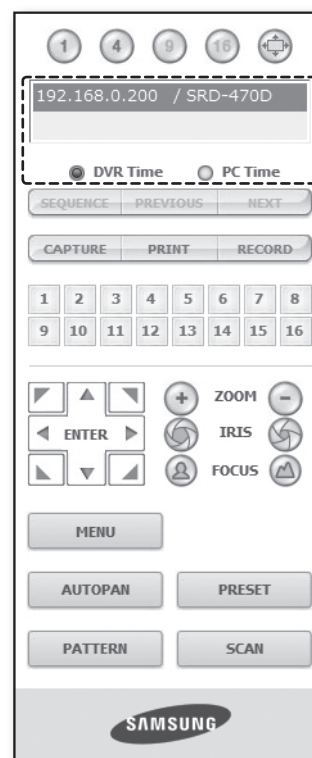 1 4 9 16
192.168.0.200 / SRD-470D
DVR Time PC Time
SEQUENCE PREVIOUS NEXT
CAPTURE PRINT RECORD
1 2 3 4 5 6 7 8
9 10 11 12 13 14 15 16
+ ZOOM -
ENTER IRIS
FOCUS
MENU
AUTOPAN PRESET
PATTERN SCAN
SAMSUNG